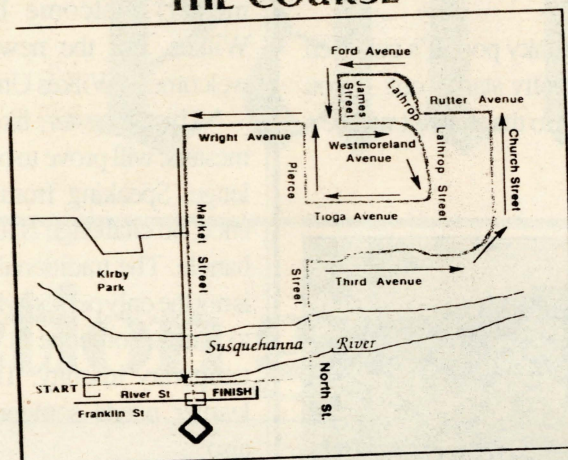 THE COURSE
Ford Avenue
James
Street
Lathrop
Rutter Avenue
Wright Avenue
Westmoreland
Avenue
Church Street
Pierce
Lathrop Street
Tioga Avenue
Market Street
Kirby
Park
Street
Third Avenue
Susquehanna River
North St.
START
River St
FINISH
Franklin St